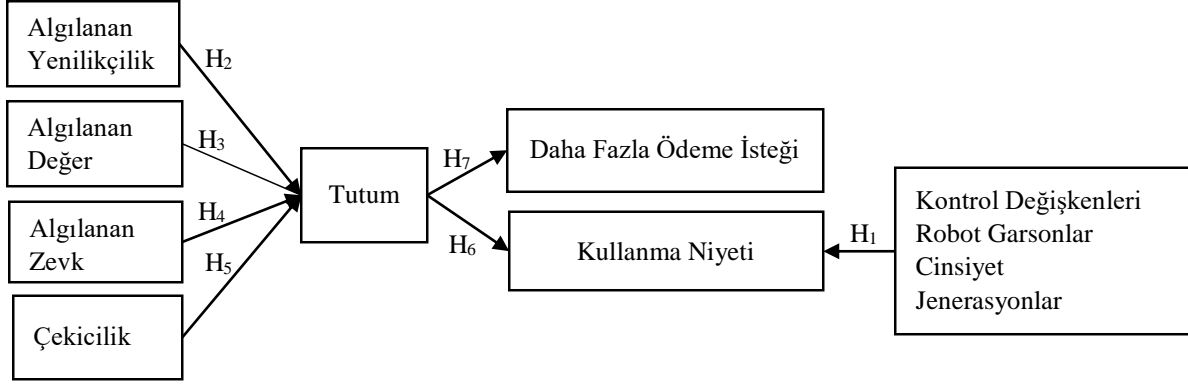 Algılanan
Yenilikçilik
H₂
Algılanan
Değer
H₃
Algılanan
Zevk
H₄
Çekicilik
H₅
Tutum
H₇
Daha Fazla Ödeme İsteği
H₆
Kullanma Niyeti
H₁
Kontrol Değişkenleri
Robot Garsonlar
Cinsiyet
Jenerasyonlar